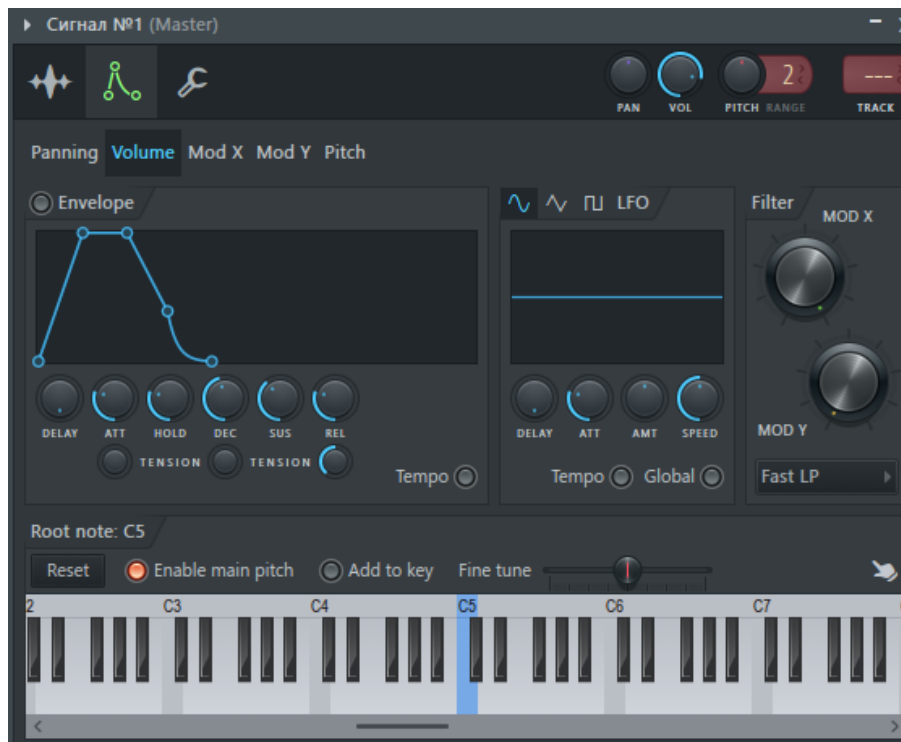 Сигнал №1 (Master)
2
---
PAN VOL PITCH RANGE TRACK
Panning Volume Mod X Mod Y Pitch
Envelope LFO Filter
MOD X
DELAY ATT HOLD DEC SUS REL DELAY ATT AMT SPEED
MOD Y
TENSION TENSION
Tempo Tempo Global Fast LP
Root note: C5
Reset Enable main pitch Add to key Fine tune
2 C3 C4 C5 C6 C7